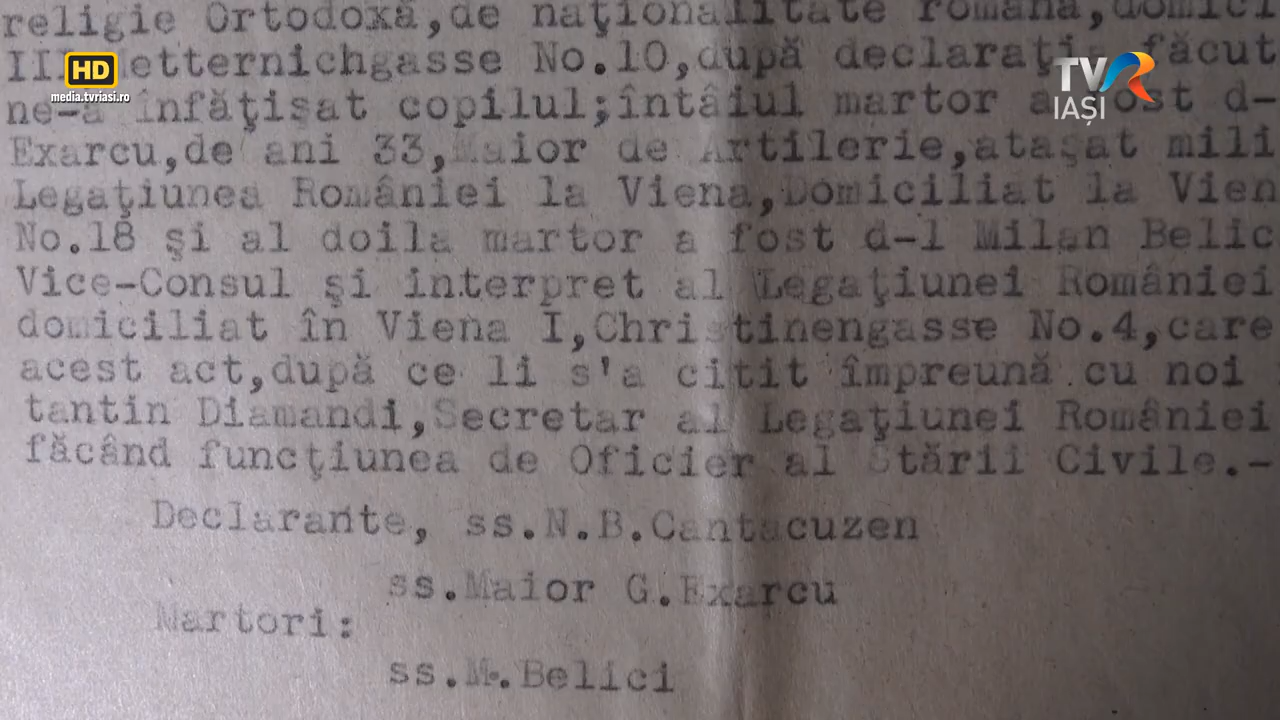 religie Ortodoxă,de naţionalitate română,domici
III Metternichgasse No.10,după declaraţia făcut
ne-a înfăţişat copilul;întâiul martor a fost d-
Exarcu,de ani 33,Maior de Artilerie,ataşat mili
Legaţiunea României la Viena,Domiciliat la Vien
No.18 şi al doila martor a fost d-l Milan Belic
Vice-Consul şi interpret al Legaţiunei României
domiciliat în Viena I,Christinengasse No.4,care
acest act,după ce li s'a citit împreună cu noi
tantin Diamandi,Secretar al Legaţiunei României
făcând funcţiunea de Oficier al Stării Civile.-
Declarante, ss.N.B.Cantacuzen
ss.Maior G.Exarcu
Martori:
ss.M.Belici
HD
media.tvriasi.ro
TVR
IAȘI